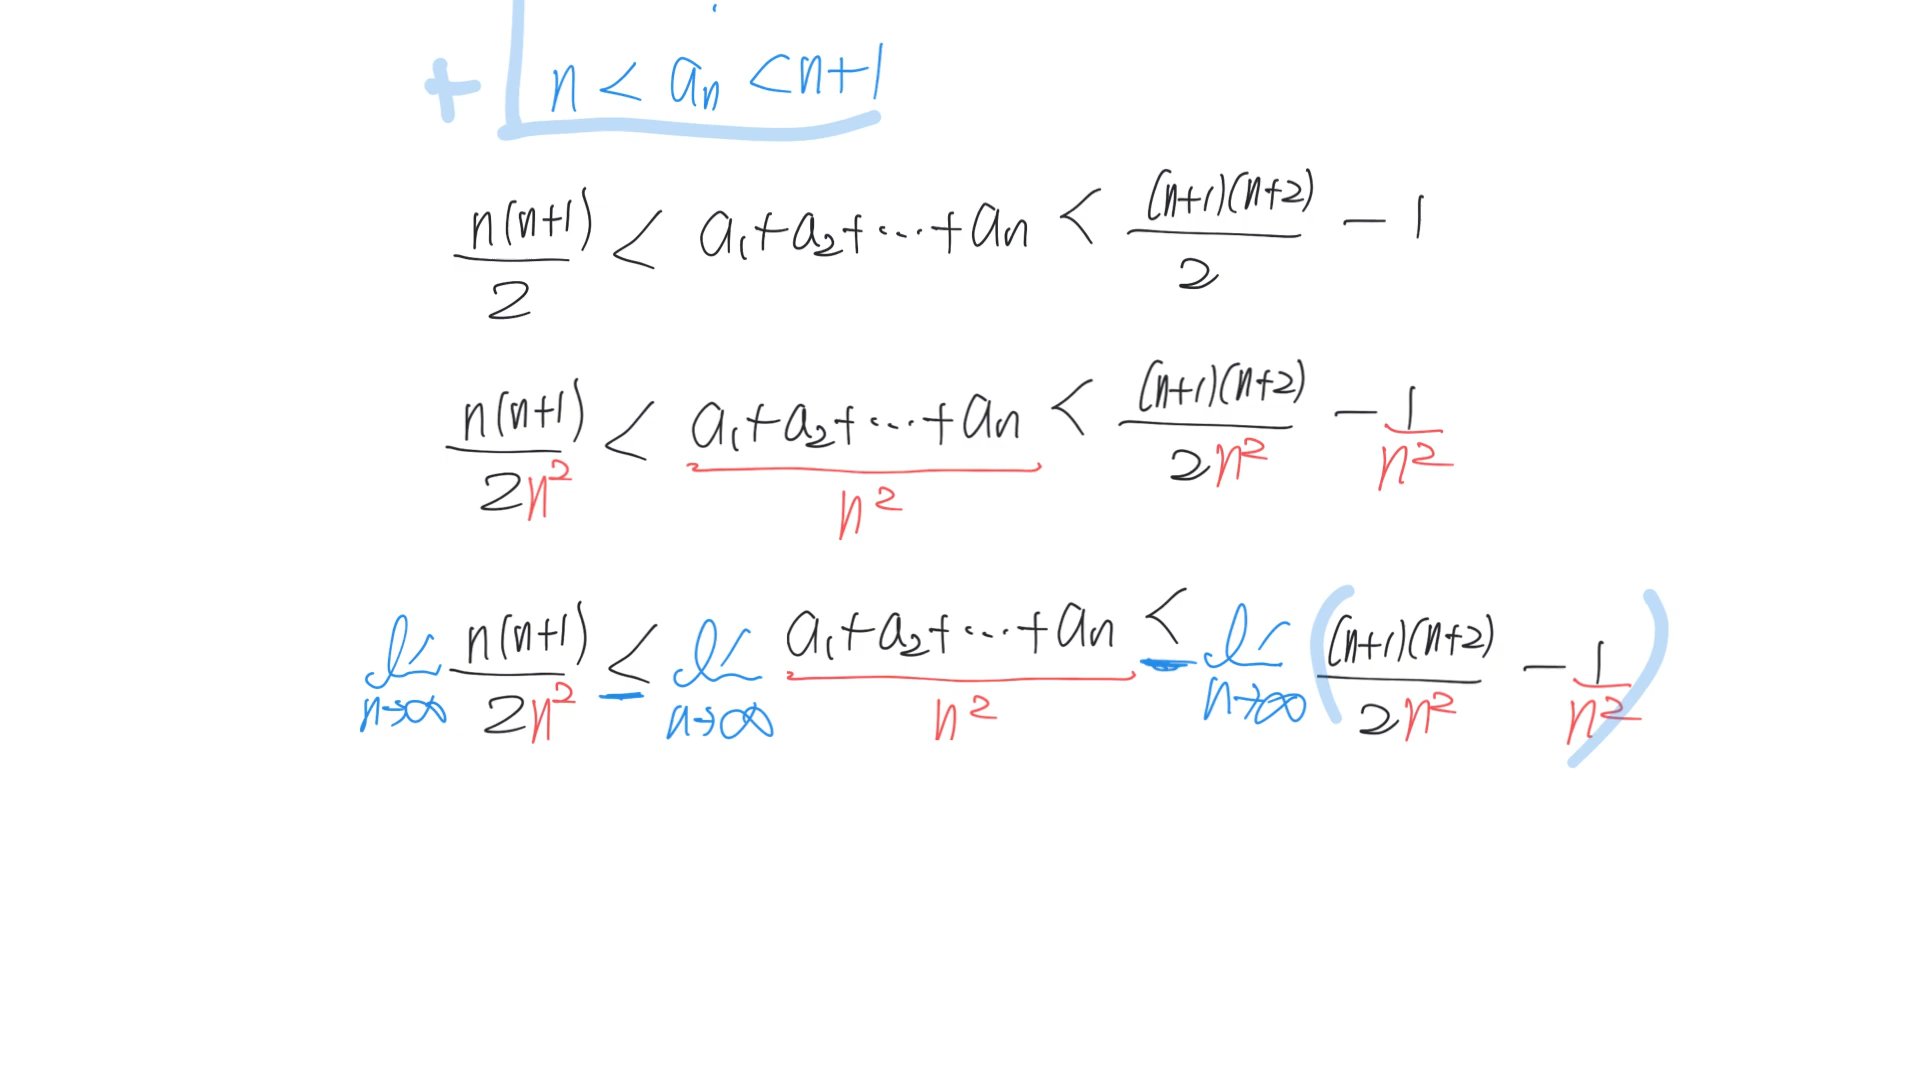 + n < aₙ < n+1
n(n+1)/2 < a₁+a₂+⋯+aₙ < (n+1)(n+2)/2 − 1
n(n+1)/2n² < a₁+a₂+⋯+aₙ/n² < (n+1)(n+2)/2n² − 1/n²
lim n→∞ n(n+1)/2n² ≤ lim n→∞ a₁+a₂+⋯+aₙ/n² ≤ lim n→∞ ((n+1)(n+2)/2n² − 1/n²)